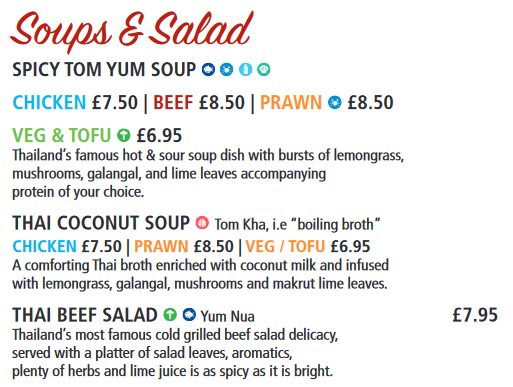 Soups & Salad
SPICY TOM YUM SOUP
CHICKEN £7.50 | BEEF £8.50 | PRAWN £8.50
VEG & TOFU £6.95
Thailand's famous hot & sour soup dish with bursts of lemongrass,
mushrooms, galangal, and lime leaves accompanying
protein of your choice.
THAI COCONUT SOUP Tom Kha, i.e "boiling broth"
CHICKEN £7.50 | PRAWN £8.50 | VEG / TOFU £6.95
A comforting Thai broth enriched with coconut milk and infused
with lemongrass, galangal, mushrooms and makrut lime leaves.
THAI BEEF SALAD Yum Nua £7.95
Thailand's most famous cold grilled beef salad delicacy,
served with a platter of salad leaves, aromatics,
plenty of herbs and lime juice is as spicy as it is bright.